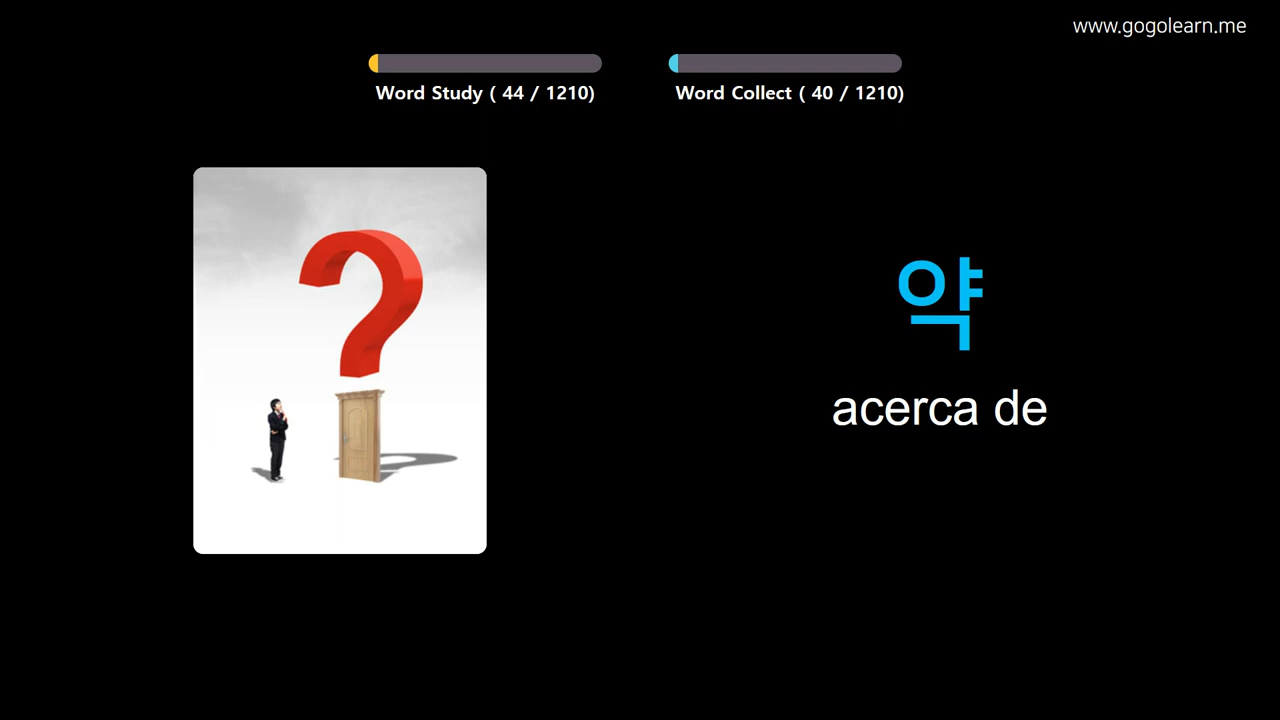 www.gogolearn.me
Word Study ( 44 / 1210)
Word Collect ( 40 / 1210)
약
acerca de